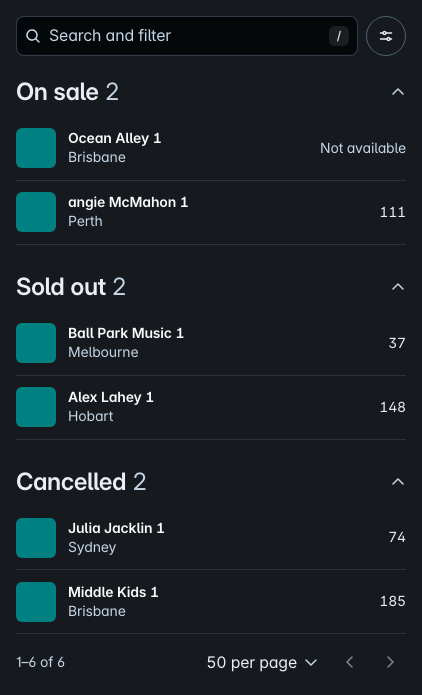 Search and filter /
On sale 2
Ocean Alley 1
Brisbane
Not available
angie McMahon 1
Perth
111
Sold out 2
Ball Park Music 1
Melbourne
37
Alex Lahey 1
Hobart
148
Cancelled 2
Julia Jacklin 1
Sydney
74
Middle Kids 1
Brisbane
185
1–6 of 6
50 per page